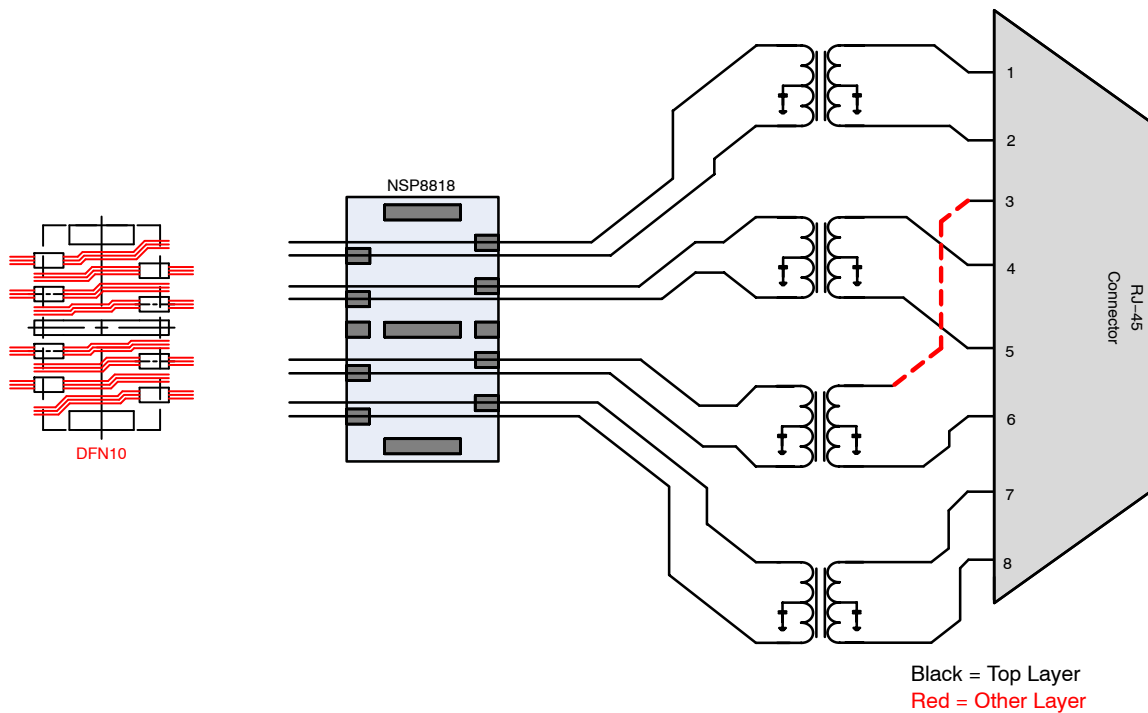 NSP8818
DFN10
1
2
3
4
5
6
7
8
RJ−45
Connector
Black = Top Layer
Red = Other Layer